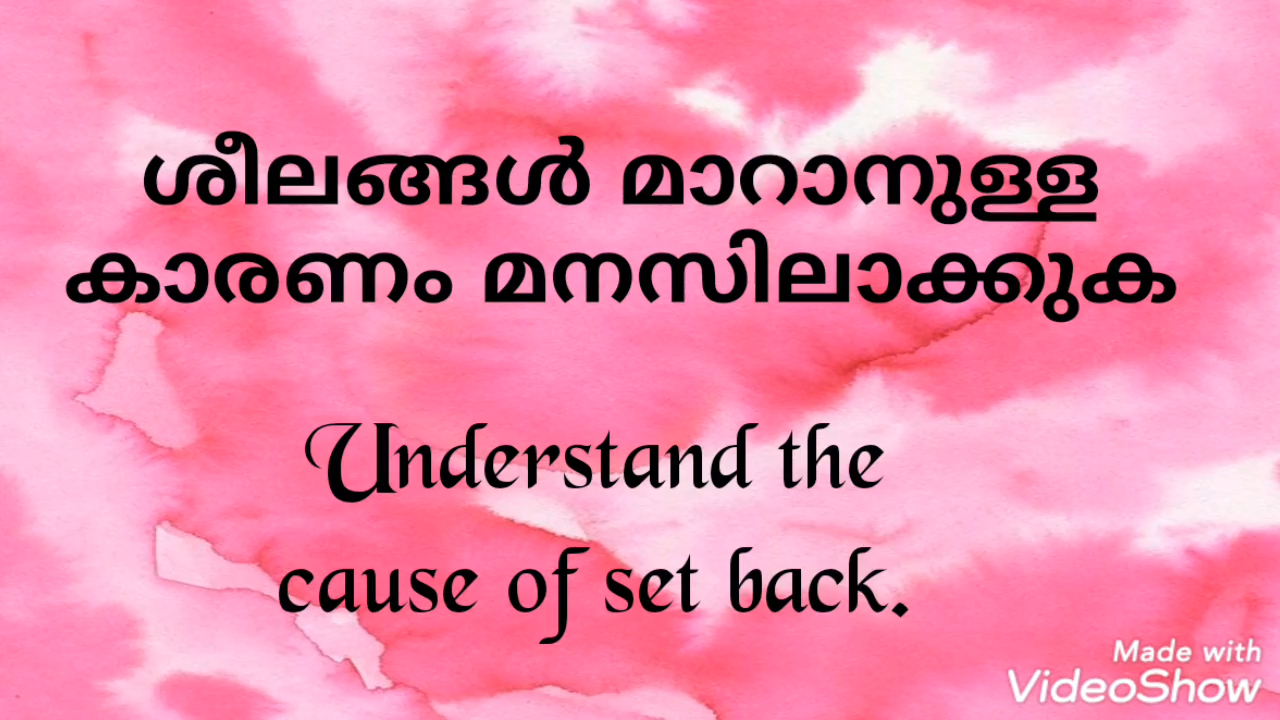 ശീലങ്ങൾ മാറാനുള്ള
കാരണം മനസിലാക്കുക
Understand the
cause of set back.
Made with
VideoShow